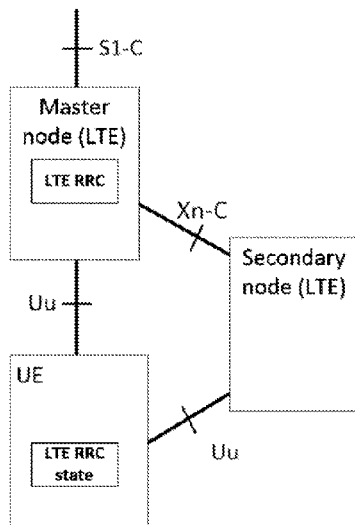 S1-C
Master
node (LTE)
LTE RRC
Xn-C
Secondary
node (LTE)
Uu
UE
LTE RRC
state
Uu